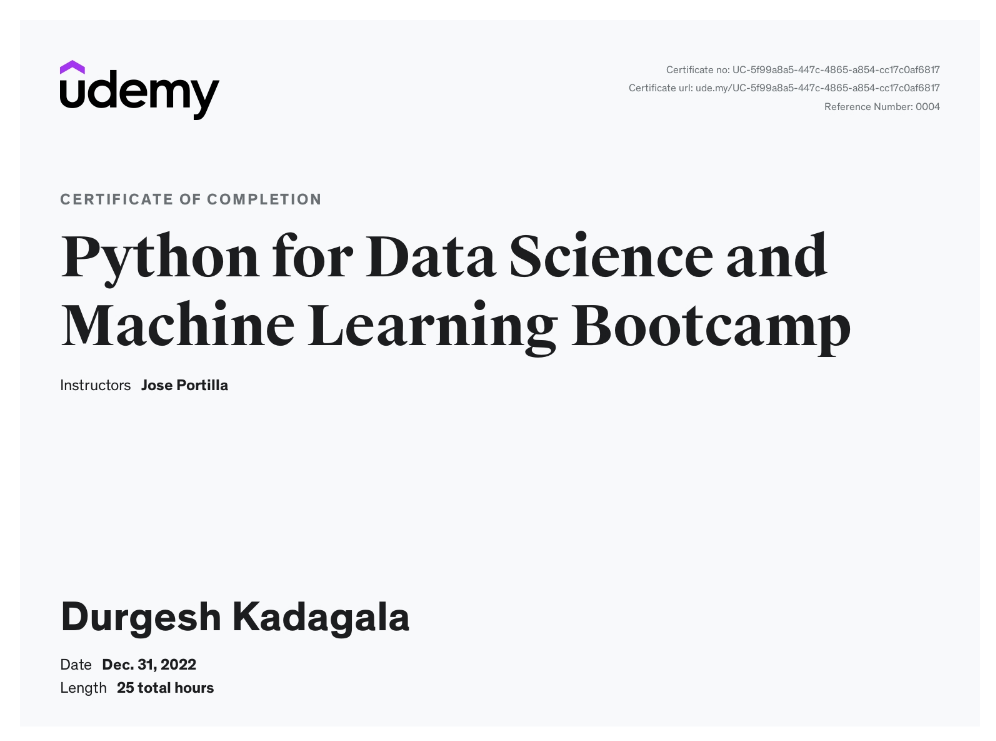 udemy
Certificate no: UC-5f99a8a5-447c-4865-a854-cc17c0af6817
Certificate url: ude.my/UC-5f99a8a5-447c-4865-a854-cc17c0af6817
Reference Number: 0004
CERTIFICATE OF COMPLETION
Python for Data Science and
Machine Learning Bootcamp
Instructors Jose Portilla
Durgesh Kadagala
Date Dec. 31, 2022
Length 25 total hours